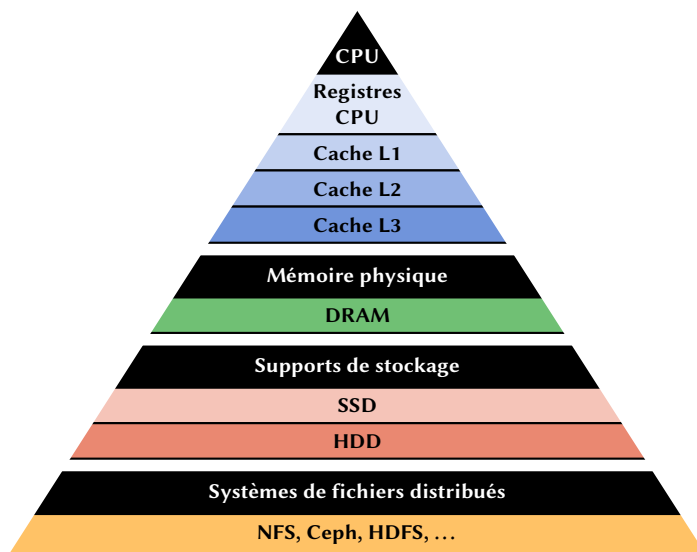 CPU
Registres
CPU
Cache L1
Cache L2
Cache L3
Mémoire physique
DRAM
Supports de stockage
SSD
HDD
Systèmes de fichiers distribués
NFS, Ceph, HDFS, …